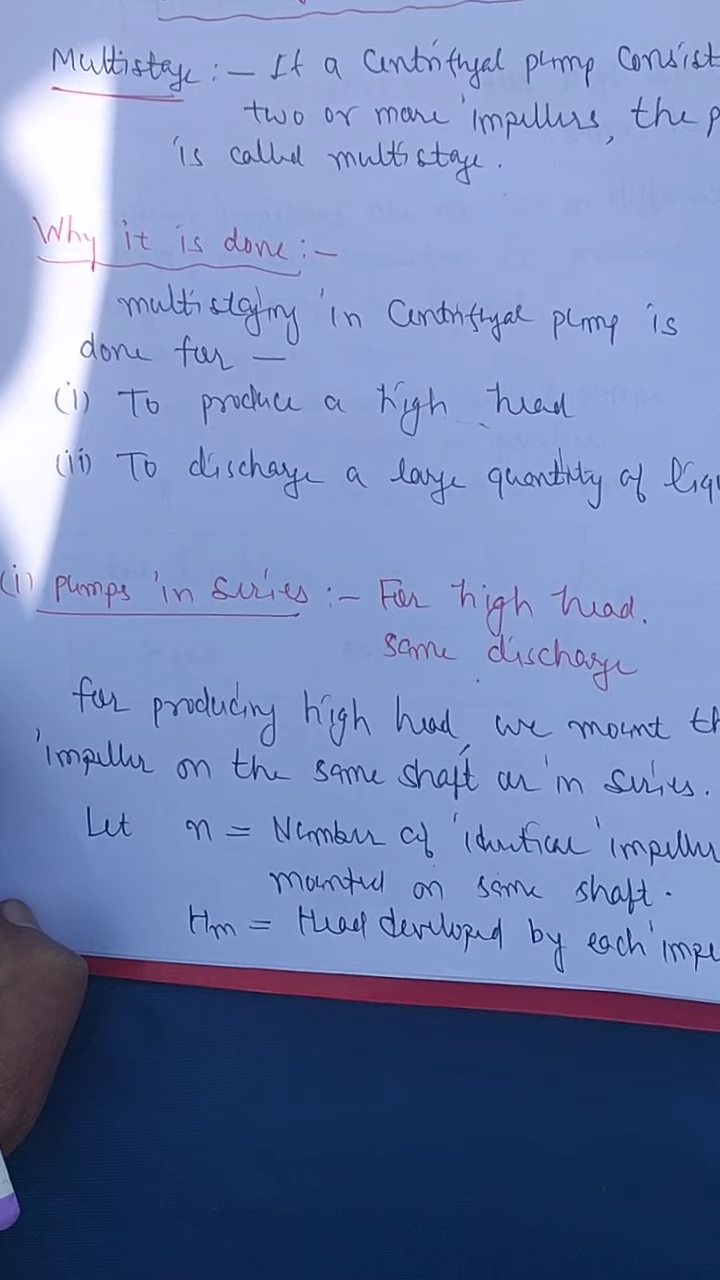 Multistage :- If a Centrifugal pump Consist
two or more impellers, the p
is called multistage.
Why it is done :-
multistaging in Centrifugal pump is
done for —
(i) To produce a high head
(ii) To discharge a large quantity of liqu
(i) Pumps in series :- For high head.
same discharge
for producing high head, we mount th
impeller on the same shaft or in series.
Let n = Number of identical impeller
mounted on same shaft.
Hm = Head developed by each impe